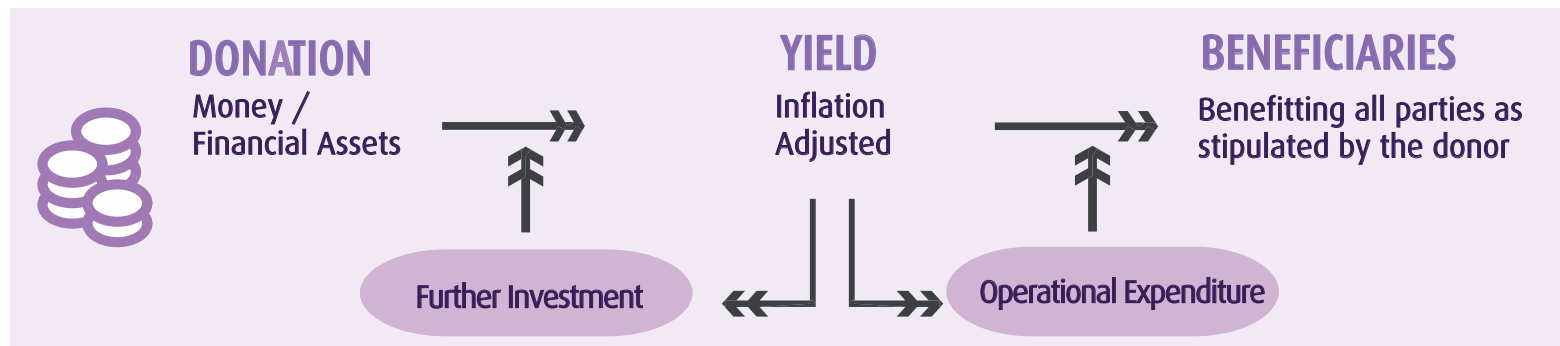 DONATION
Money /
Financial Assets
YIELD
Inflation
Adjusted
BENEFICIARIES
Benefitting all parties as
stipulated by the donor
Further Investment
Operational Expenditure